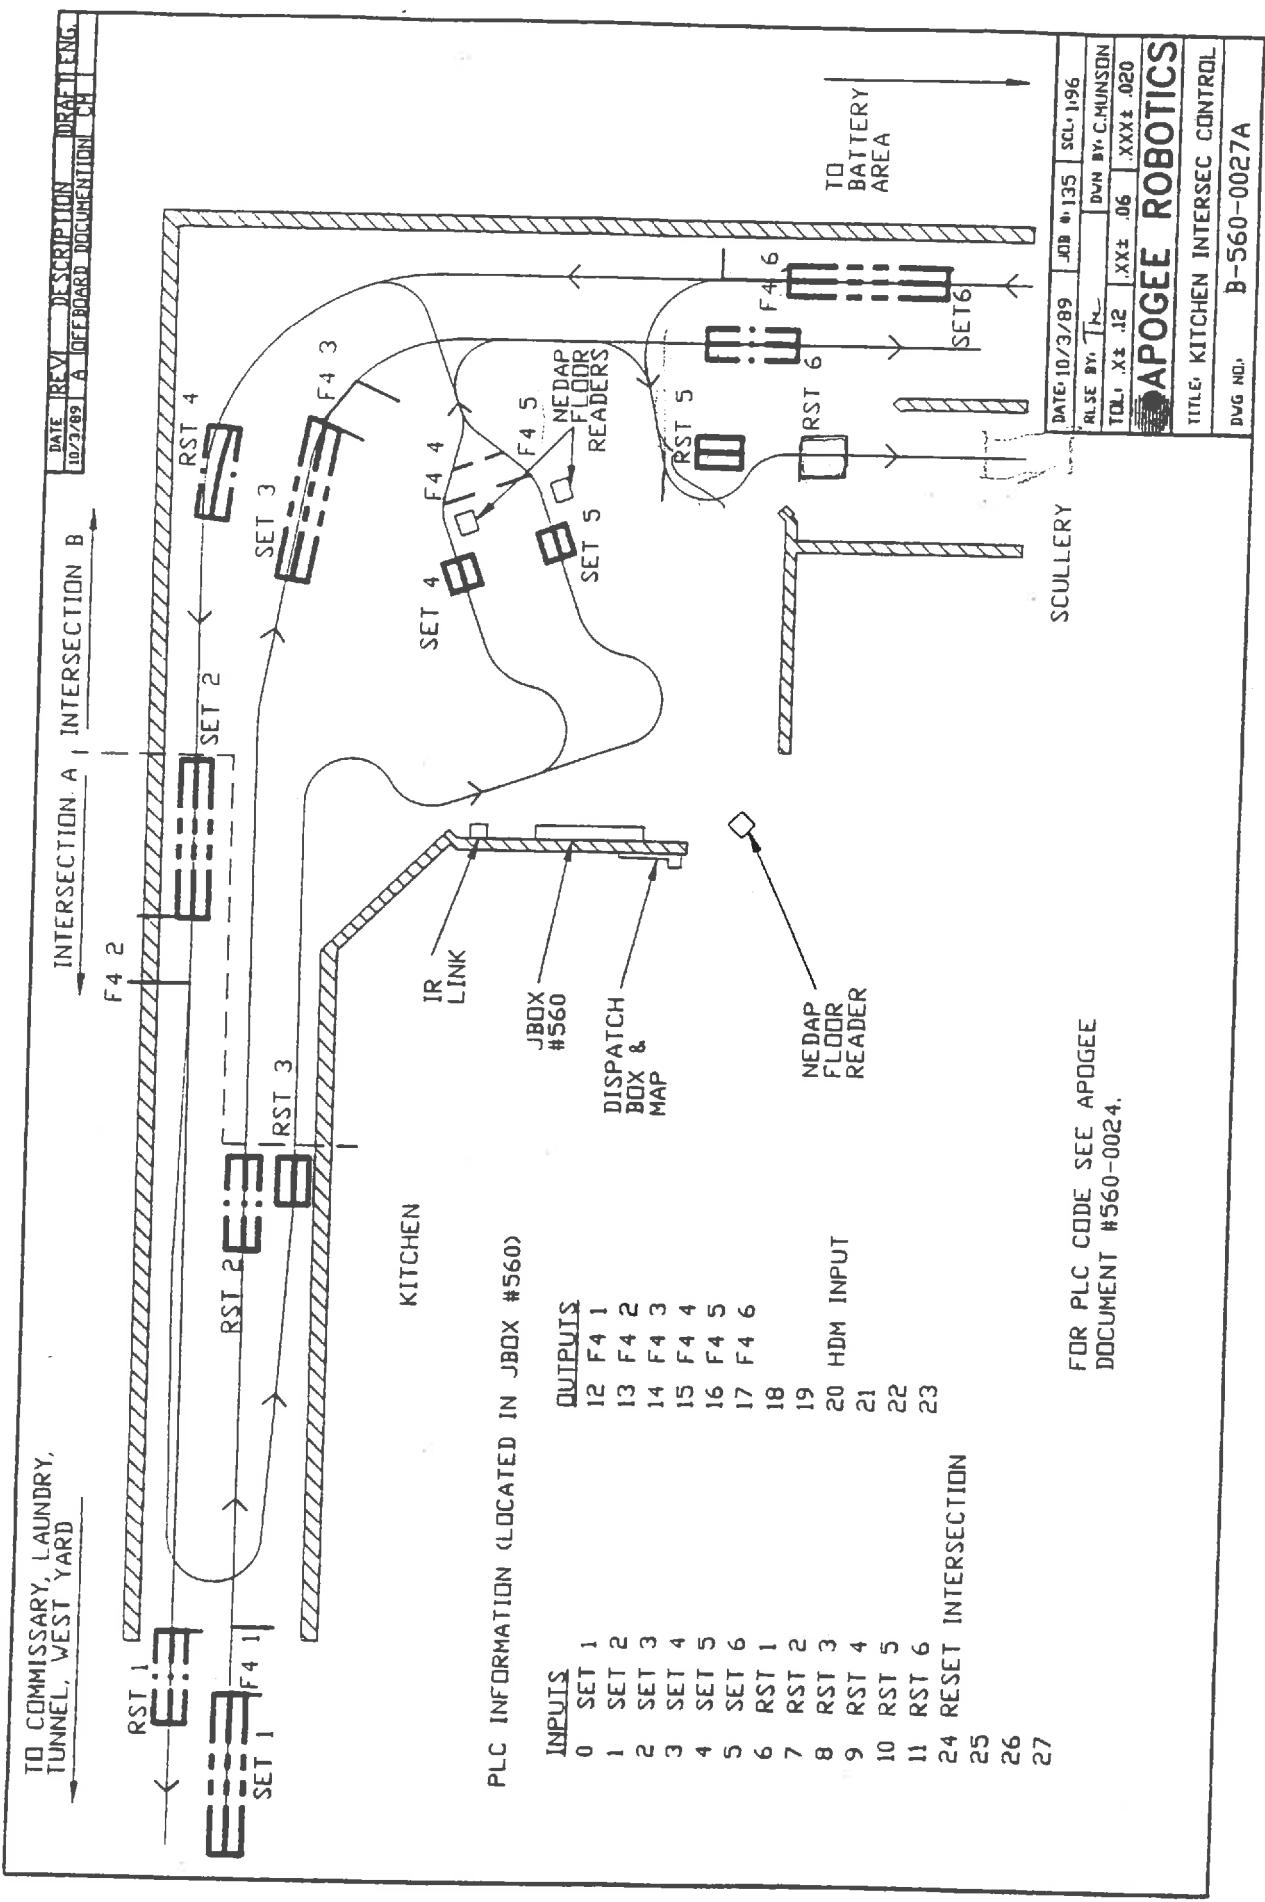 DATE REV DESCRIPTION DRAFT ENG.
10/3/89 A OFFBOARD DOCUMENTION CM
TO COMMISSARY, LAUNDRY,
TUNNEL, WEST YARD
INTERSECTION A
INTERSECTION B
RST 1
SET 1
F4 1
F4 2
SET 2
RST 2
RST 3
SET 3
RST 4
F4 3
F4 4
SET 4
F4 5
SET 5
NEDAP
FLOOR
READERS
RST 5
RST 6
F4 6
SET6
TO
BATTERY
AREA
SCULLERY
KITCHEN
IR
LINK
JBOX
#560
DISPATCH
BOX &
MAP
NEDAP
FLOOR
READER
PLC INFORMATION (LOCATED IN JBOX #560)
INPUTS
0 SET 1
1 SET 2
2 SET 3
3 SET 4
4 SET 5
5 SET 6
6 RST 1
7 RST 2
8 RST 3
9 RST 4
10 RST 5
11 RST 6
24 RESET INTERSECTION
25
26
27
OUTPUTS
12 F4 1
13 F4 2
14 F4 3
15 F4 4
16 F4 5
17 F4 6
18
19
20 HDM INPUT
21
22
23
FOR PLC CODE SEE APOGEE
DOCUMENT #560-0024.
DATE: 10/3/89 JOB #: 135 SCL: 1:96
RLSE BY: DWN BY: C.MUNSON
TOL: .X± .12 .XX± .06 .XXX± .020
APOGEE ROBOTICS
TITLE: KITCHEN INTERSEC CONTROL
DWG NO. B-560-0027A